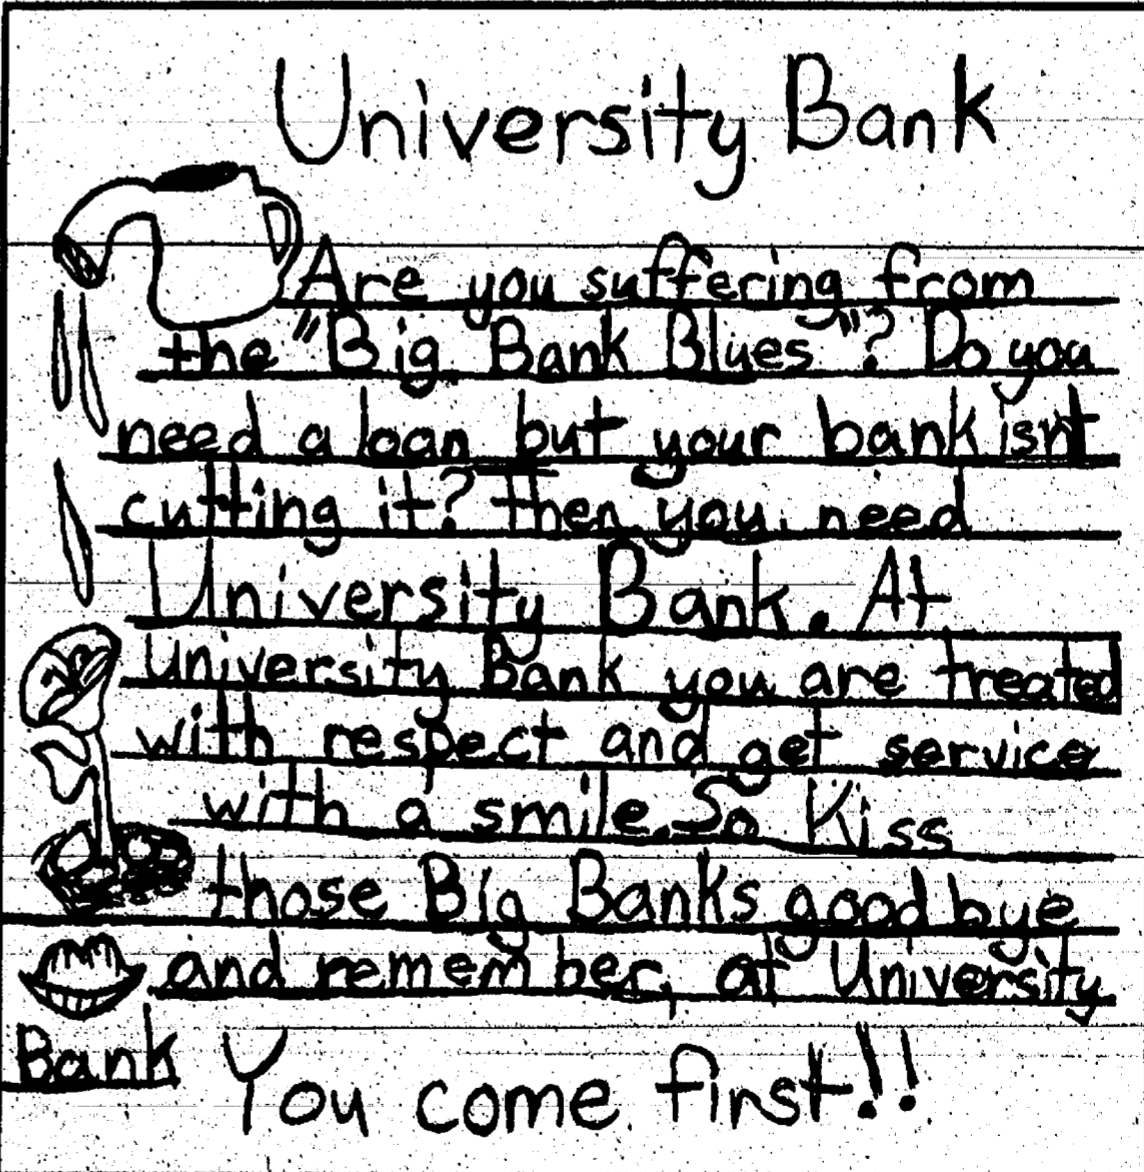 University Bank
Are you suffering from
the "Big Bank Blues"? Do you
need a loan but your bank isn't
cutting it? Then you need
University Bank. At
University Bank you are treated
with respect and get service
with a smile. So Kiss
those Big Banks good bye
and remember, at University
Bank You come first!!